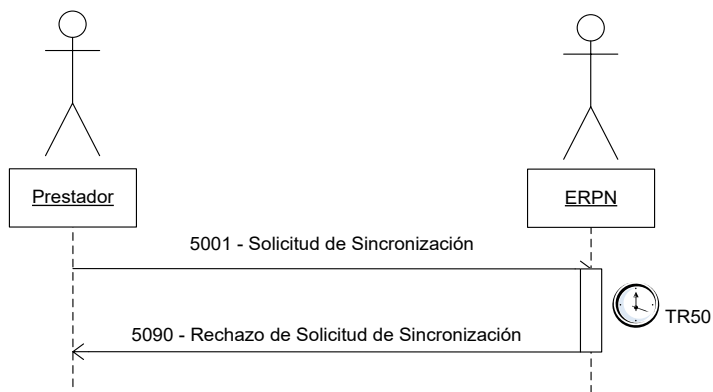 Prestador
ERPN
5001 - Solicitud de Sincronización
TR50
5090 - Rechazo de Solicitud de Sincronización